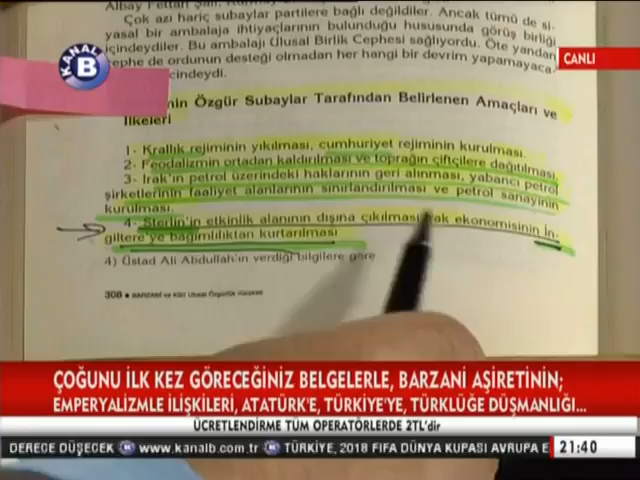 Albay Fettah Şali,
Çok azı hariç subaylar partilere bağlı değildiler. Ancak tümü de si-
yasal bir ambalaja ihtiyaçlarının bulunduğu hususunda görüş birliği
içindeydiler. Bu ambalajı Ulusal Birlik Cephesi sağlıyordu. Öte yandan
cephe de ordunun desteği olmadan her hangi bir devrim yapamayaca-
cindeydi.
KANAL B
CANLI
nin Özgür Subaylar Tarafından Belirlenen Amaçları ve
İlkeleri
1- Krallık rejiminin yıkılması, cumhuriyet rejiminin kurulması.
2- Feodalizmin ortadan kaldırılması ve toprağın çiftçilere dağıtılması.
3- Irak'ın petrol üzerindeki haklarının geri alınması, yabancı petrol
şirketlerinin faaliyet alanlarının sınırlandırılması ve petrol sanayinin
kurulması.
4- Sterlin'in etkinlik alanının dışına çıkılması, ak ekonomisinin İn-
giltere'ye bağımlılıktan kurtarılması
4) Üstad Ali Abdullah'ın verdiği bilgilere göre
308 ● BARZANİ ve Kürt Ulusal Özgürlük Hareketi
ÇOĞUNU İLK KEZ GÖRECEĞİNİZ BELGELERLE, BARZANİ AŞİRETİNİN;
EMPERYALİZMLE İLİŞKİLERİ, ATATÜRK'E, TÜRKİYE'YE, TÜRKLÜĞE DÜŞMANLIĞI...
ÜCRETLENDİRME TÜM OPERATÖRLERDE 2TL'dir
DERECE DÜŞECEK B www.kanalb.com.tr B TÜRKİYE, 2018 FIFA DÜNYA KUPASI AVRUPA E 21:40